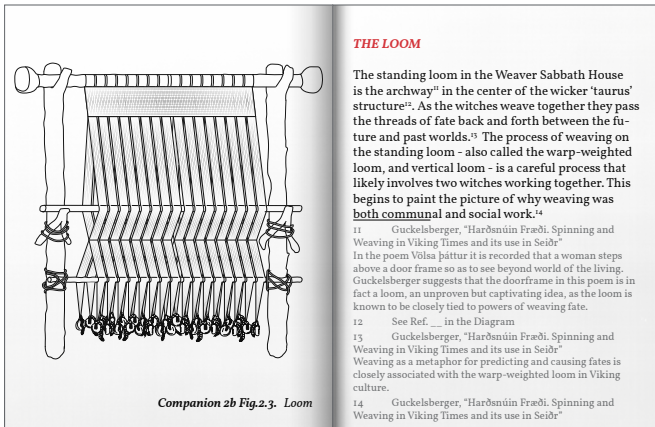 Companion 2b Fig.2.3. Loom
THE LOOM
The standing loom in the Weaver Sabbath House
is the archway¹¹ in the center of the wicker ‘taurus’
structure¹². As the witches weave together they pass
the threads of fate back and forth between the fu-
ture and past worlds.¹³ The process of weaving on
the standing loom - also called the warp-weighted
loom, and vertical loom - is a careful process that
likely involves two witches working together. This
begins to paint the picture of why weaving was
both communal and social work.¹⁴
11 Guckelsberger, “Harðsnúin Fræði. Spinning and
Weaving in Viking Times and its use in Seiðr”
In the poem Völsa þáttur it is recorded that a woman steps
above a door frame so as to see beyond world of the living.
Guckelsberger suggests that the doorframe in this poem is in
fact a loom, an unproven but captivating idea, as the loom is
known to be closely tied to powers of weaving fate.
12 See Ref. __ in the Diagram
13 Guckelsberger, “Harðsnúin Fræði. Spinning and
Weaving in Viking Times and its use in Seiðr”
Weaving as a metaphor for predicting and causing fates is
closely associated with the warp-weighted loom in Viking
culture.
14 Guckelsberger, “Harðsnúin Fræði. Spinning and
Weaving in Viking Times and its use in Seiðr”